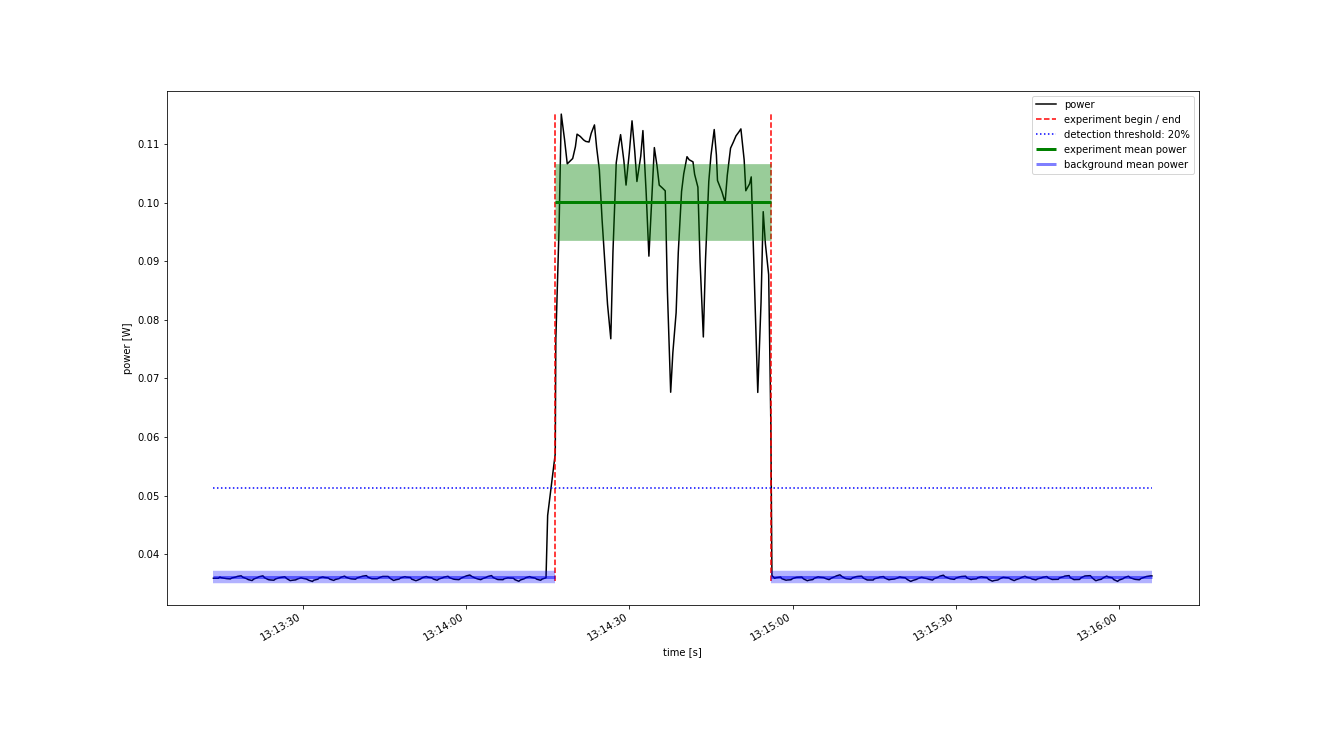 power
experiment begin / end
detection threshold: 20%
experiment mean power
background mean power
0.11
0.10
0.09
0.08
0.07
0.06
0.05
0.04
power [W]
13:13:30
13:14:00
13:14:30
13:15:00
13:15:30
13:16:00
time [s]